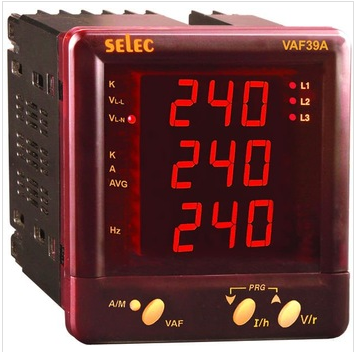 SELEC VAF39A
K
VL-L
VL-N
240
L1
L2
L3
K
A
AVG
240
Hz
240
PRG
A/M
VAF
I/h
V/r